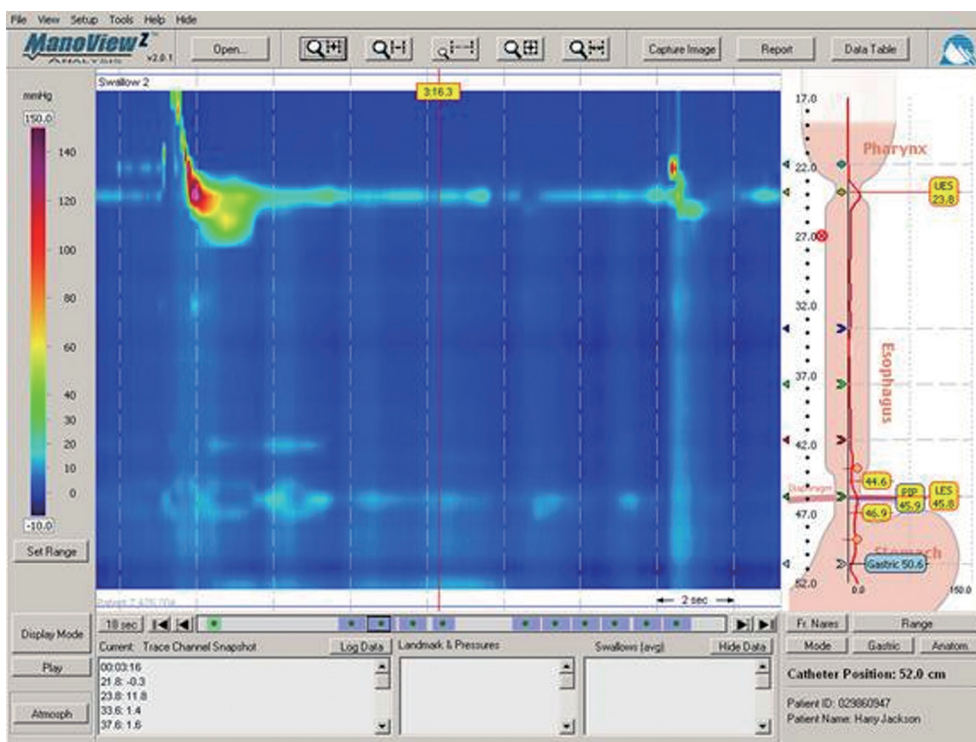 File View Setup Tools Help Hide
ManoView Z
ANALYSIS v2.0.1
Open...
Capture Image
Report
Data Table
mmHg
150.0
140
120
100
80
60
40
30
20
10
0
-10.0
Set Range
Swallow 2
3:16.3
2 sec
17.0
22.0
27.0
32.0
37.0
42.0
47.0
52.0
Pharynx
UES
23.8
Esophagus
Diaphragm
44.6
PIP
45.9
LES
45.8
46.9
Stomach
Gastric 50.6
0.0
150.0
Display Mode
Play
Atmosph
18 sec
Current: Trace Channel Snapshot
Log Data
00:03:16
21.8: -0.3
23.8: 11.8
33.6: 1.4
37.6: 1.6
Landmark & Pressures
Swallows (avg)
Hide Data
Fr. Nares
Range
Mode
Gastric
Anatom.
Catheter Position: 52.0 cm
Patient ID: 029860947
Patient Name: Harry Jackson